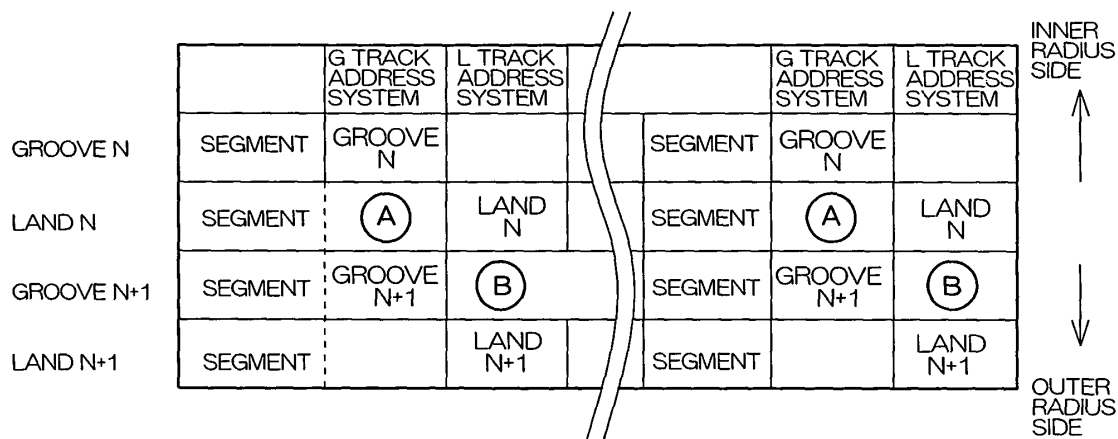 INNER
RADIUS
SIDE
G TRACK
ADDRESS
SYSTEM
L TRACK
ADDRESS
SYSTEM
G TRACK
ADDRESS
SYSTEM
L TRACK
ADDRESS
SYSTEM
GROOVE N
SEGMENT
GROOVE
N
SEGMENT
GROOVE
N
LAND N
SEGMENT
A
LAND
N
SEGMENT
A
LAND
N
GROOVE N+1
SEGMENT
GROOVE
N+1
B
SEGMENT
GROOVE
N+1
B
LAND N+1
SEGMENT
LAND
N+1
SEGMENT
LAND
N+1
OUTER
RADIUS
SIDE